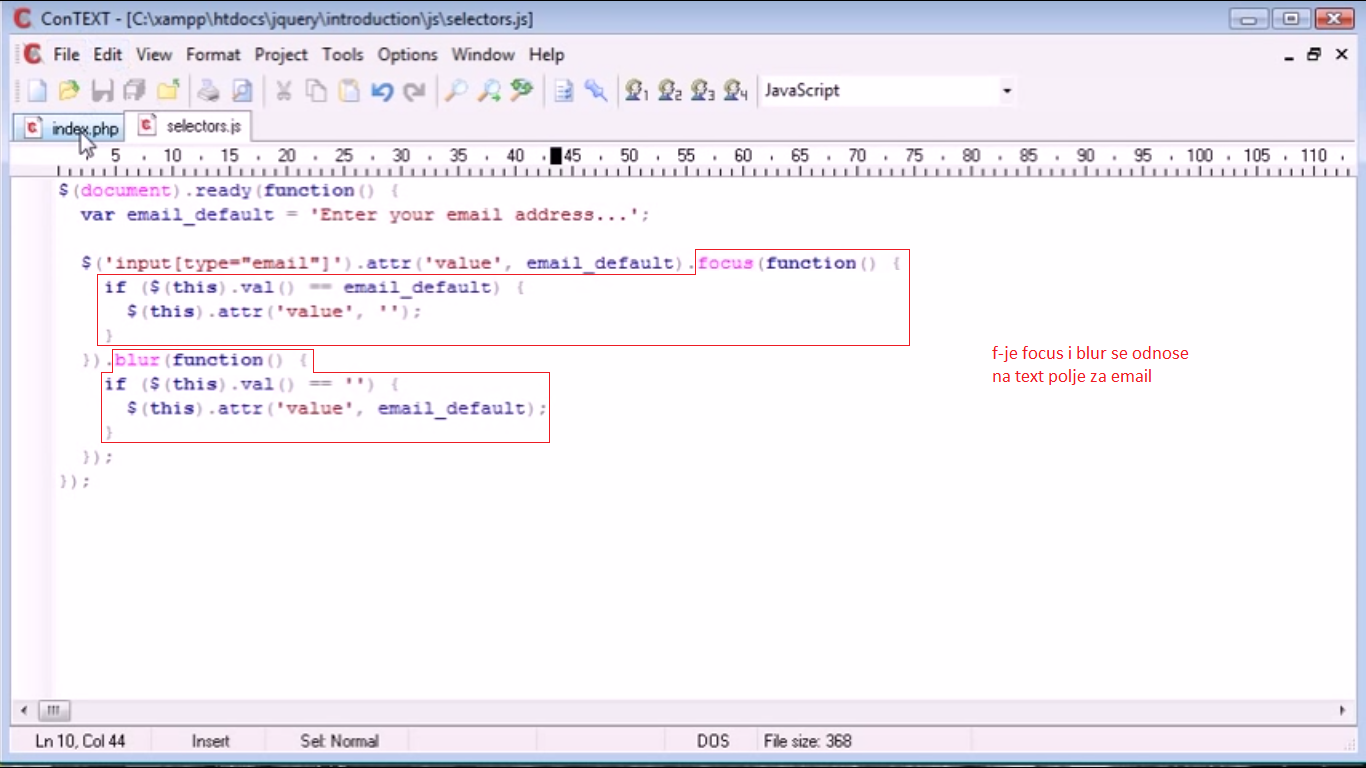 ConTEXT - [C:\xampp\htdocs\jquery\introduction\js\selectors.js]
File Edit View Format Project Tools Options Window Help
1 2 3 4 JavaScript
index.php selectors.js
5 10 15 20 25 30 35 40 45 50 55 60 65 70 75 80 85 90 95 100 105 110
$(document).ready(function() {
  var email_default = 'Enter your email address...';
  $('input[type="email"]').attr('value', email_default).focus(function() {
    if ($(this).val() == email_default) {
      $(this).attr('value', '');
    }
  }).blur(function() {
    if ($(this).val() == '') {
      $(this).attr('value', email_default);
    }
  });
});
f-je focus i blur se odnose
na text polje za email
Ln 10, Col 44 Insert Sel: Normal DOS File size: 368